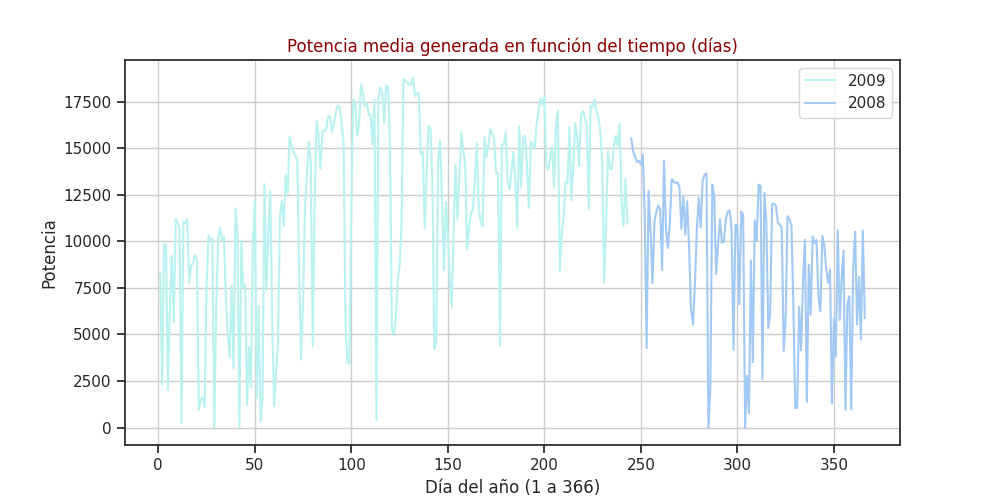 Potencia media generada en función del tiempo (días)
2009
2008
Potencia
17500
15000
12500
10000
7500
5000
2500
0
0 50 100 150 200 250 300 350
Día del año (1 a 366)